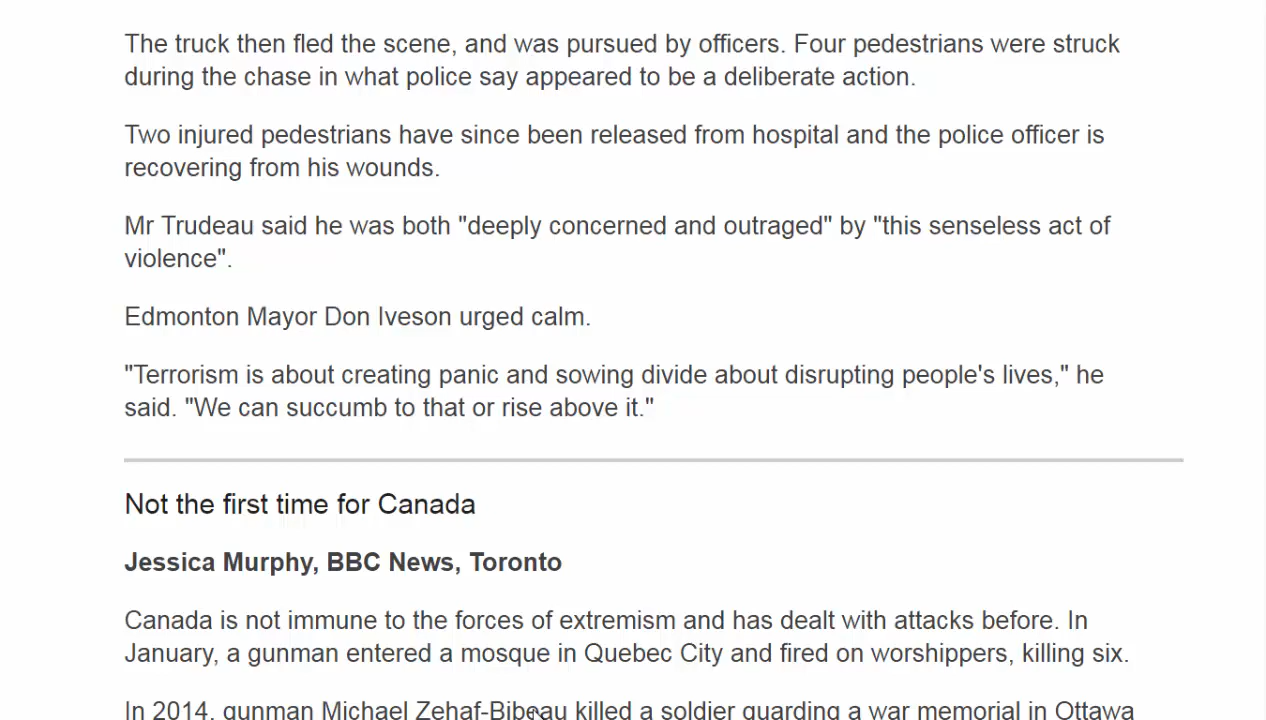 The truck then fled the scene, and was pursued by officers. Four pedestrians were struck
during the chase in what police say appeared to be a deliberate action.
Two injured pedestrians have since been released from hospital and the police officer is
recovering from his wounds.
Mr Trudeau said he was both "deeply concerned and outraged" by "this senseless act of
violence".
Edmonton Mayor Don Iveson urged calm.
"Terrorism is about creating panic and sowing divide about disrupting people's lives," he
said. "We can succumb to that or rise above it."
Not the first time for Canada
Jessica Murphy, BBC News, Toronto
Canada is not immune to the forces of extremism and has dealt with attacks before. In
January, a gunman entered a mosque in Quebec City and fired on worshippers, killing six.
In 2014, gunman Michael Zehaf-Bibeau killed a soldier guarding a war memorial in Ottawa